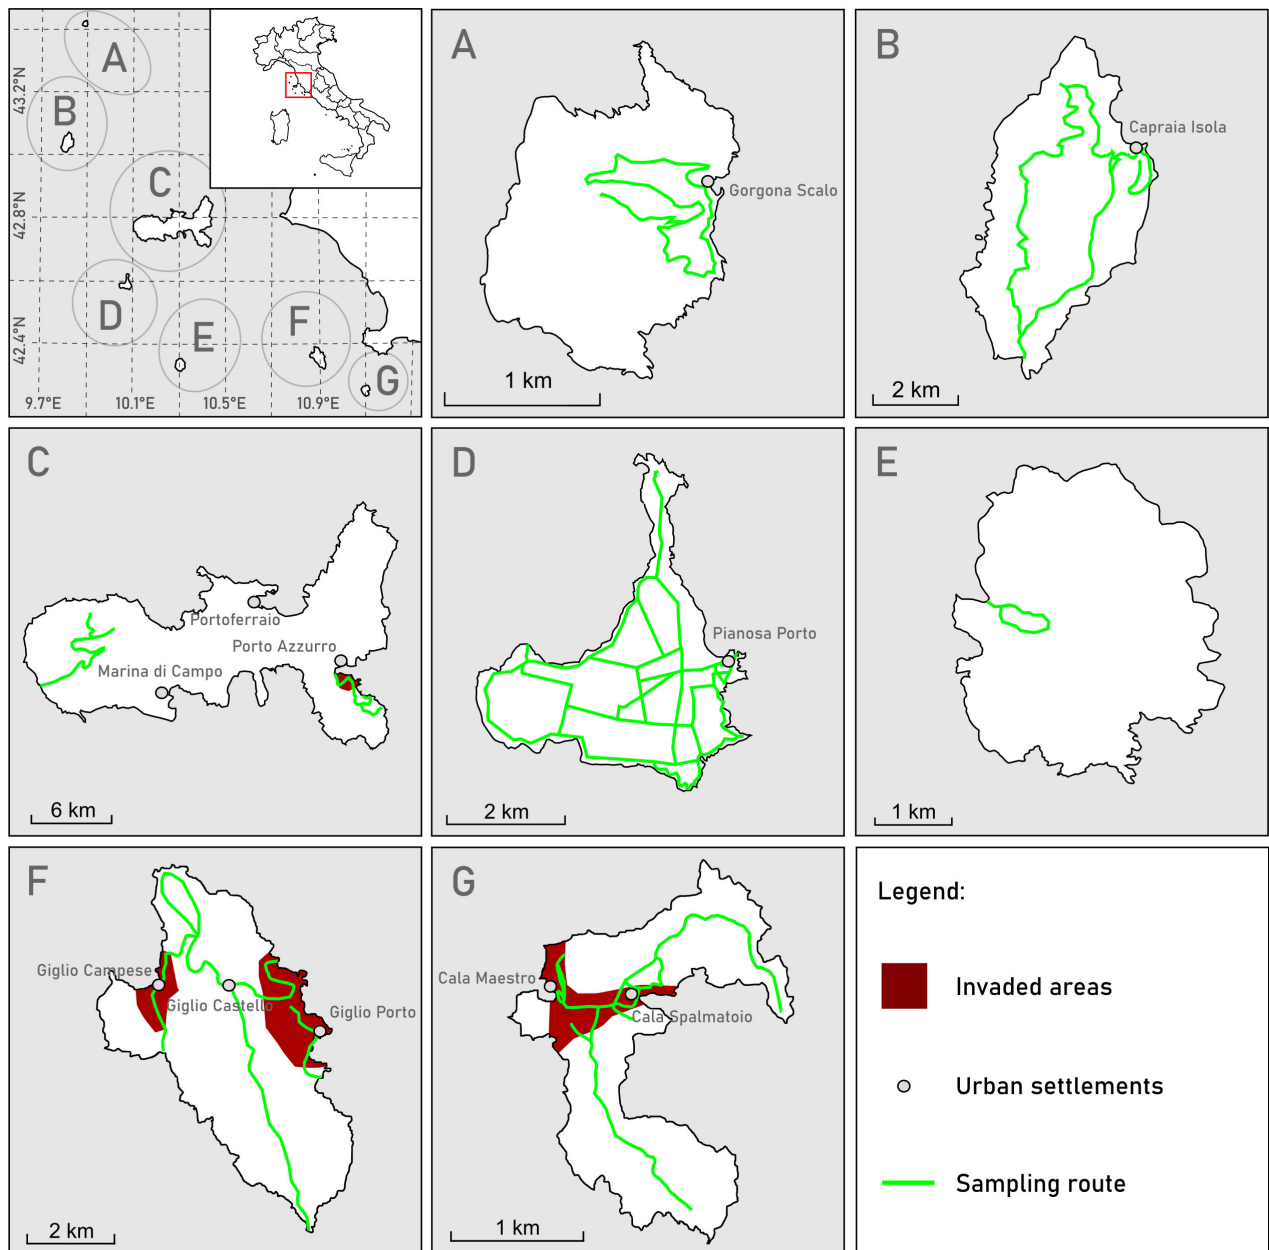 A
B
C
D
E
F
G
43.2°N
42.8°N
42.4°N
9.7°E
10.1°E
10.5°E
10.9°E
A
Gorgona Scalo
1 km
B
Capraia Isola
2 km
C
Portoferraio
Porto Azzurro
Marina di Campo
6 km
D
Pianosa Porto
2 km
E
1 km
F
Giglio Campese
Giglio Castello
Giglio Porto
2 km
G
Cala Maestro
Cala Spalmatoio
1 km
Legend:
Invaded areas
Urban settlements
Sampling route